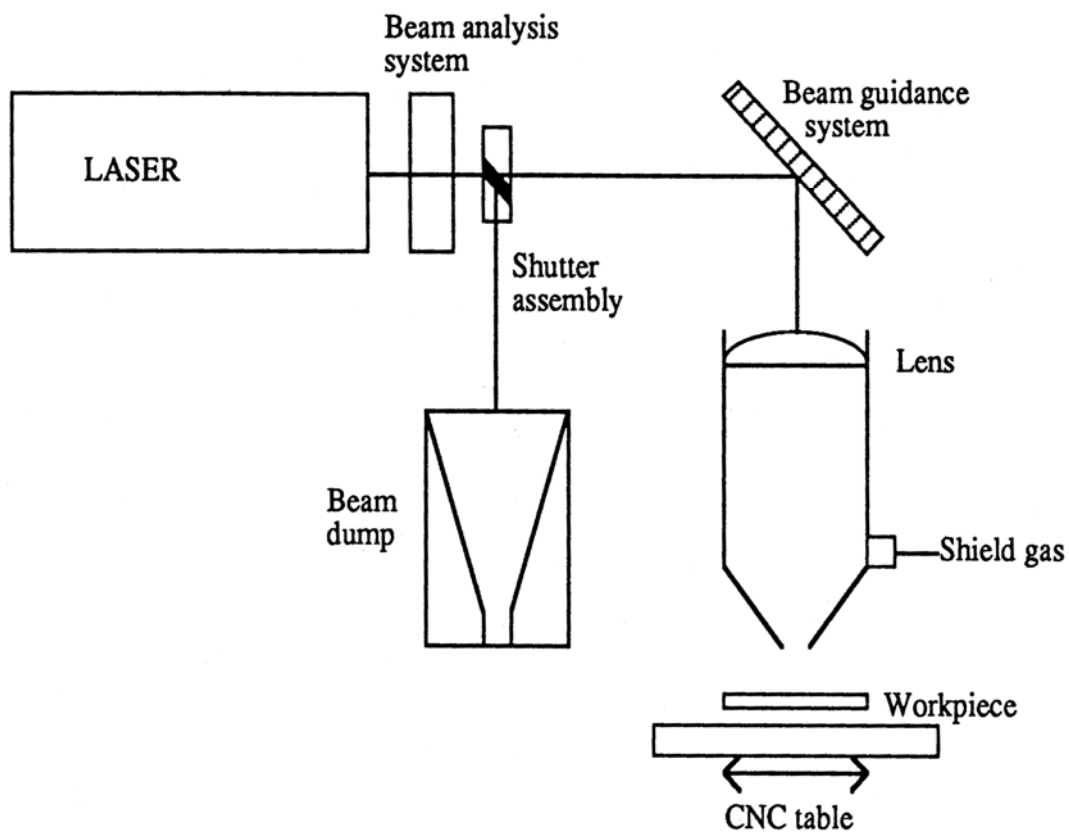 Beam analysis
system
Beam guidance
system
LASER
Shutter
assembly
Lens
Beam
dump
Shield gas
Workpiece
CNC table